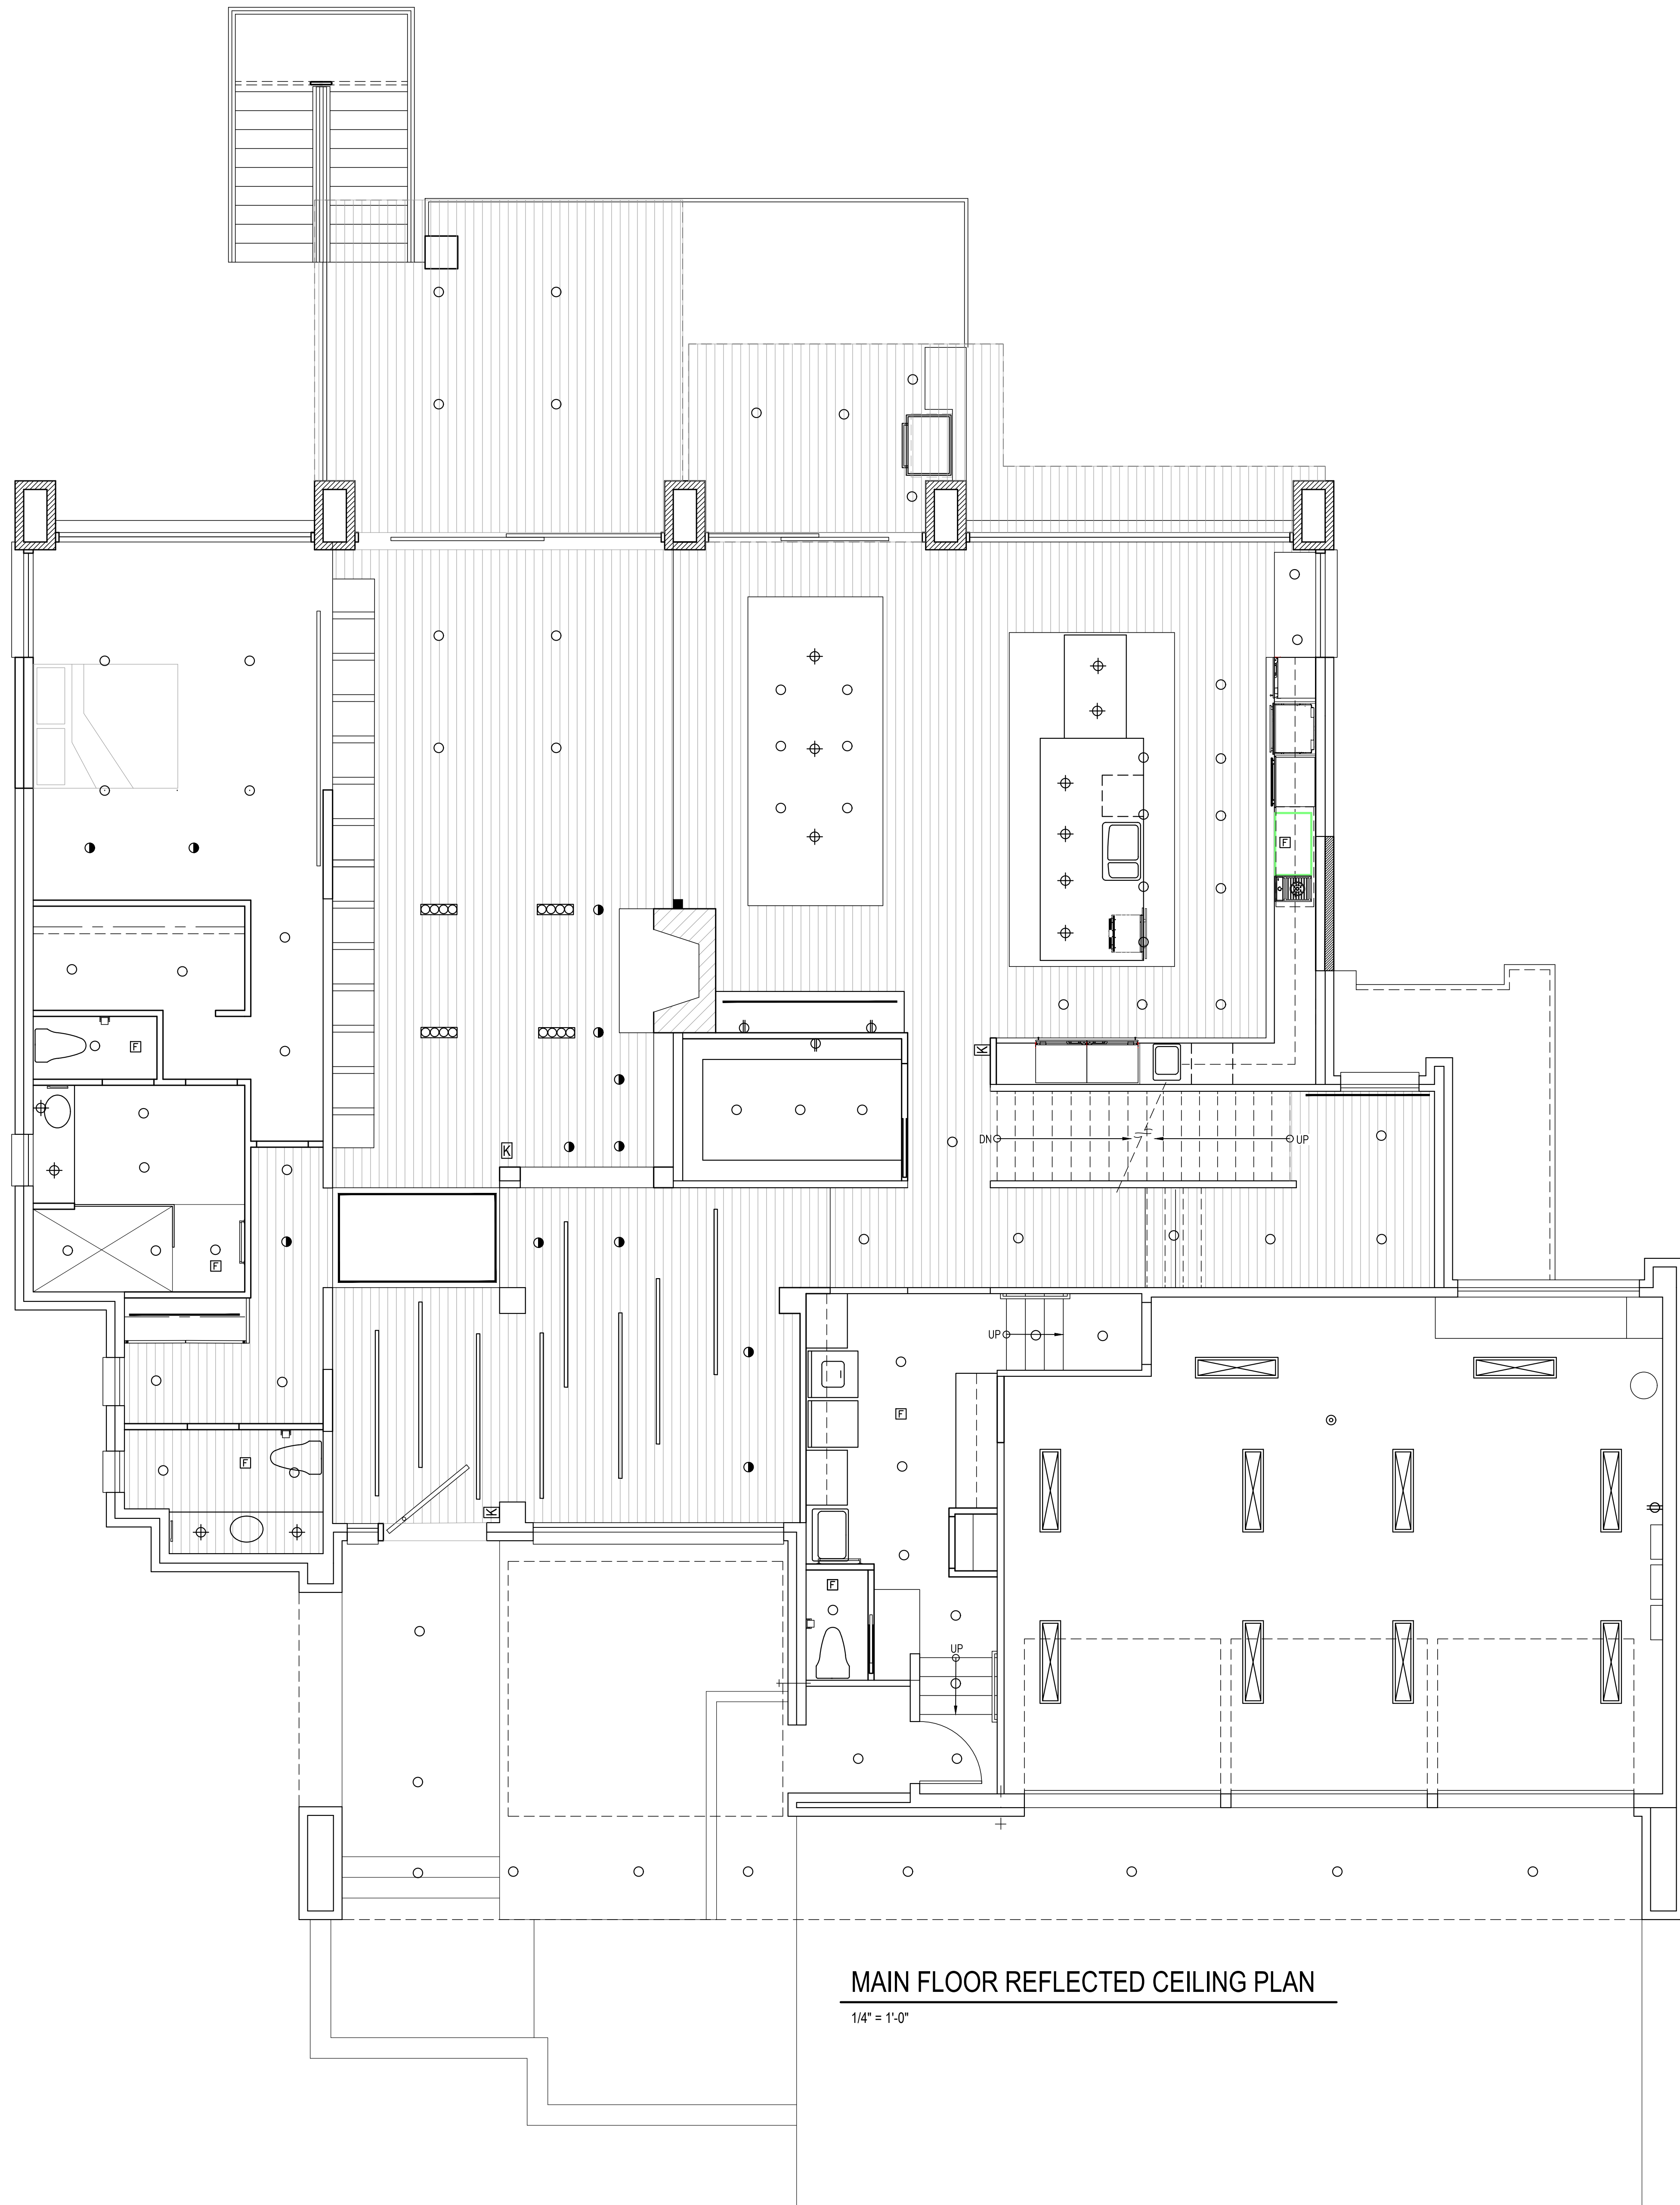 F
K
DN
UP
F
K
F
UP
F
F
K
F
UP
MAIN FLOOR REFLECTED CEILING PLAN
1/4" = 1'-0"